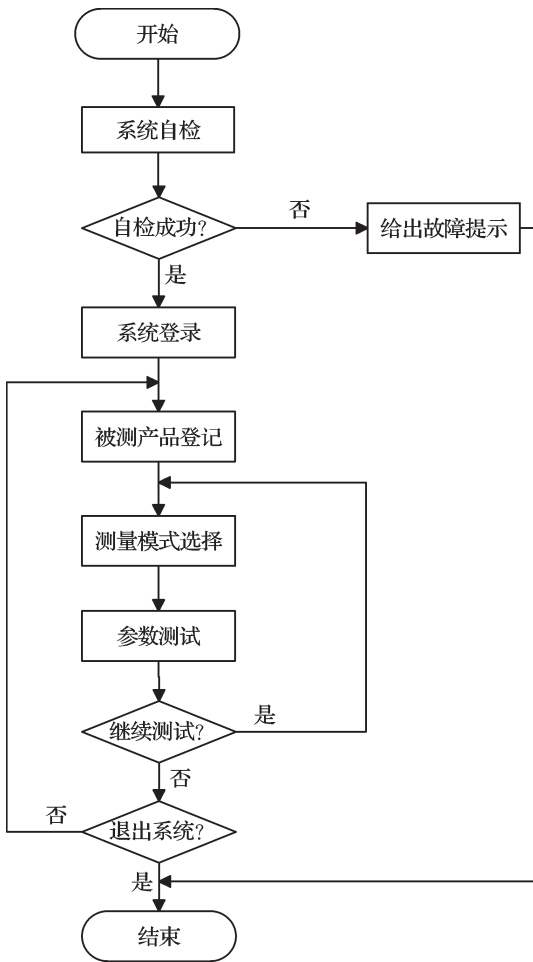 开始
系统自检
自检成功?
否
给出故障提示
是
系统登录
被测产品登记
测量模式选择
参数测试
继续测试?
是
否
退出系统?
否
是
结束